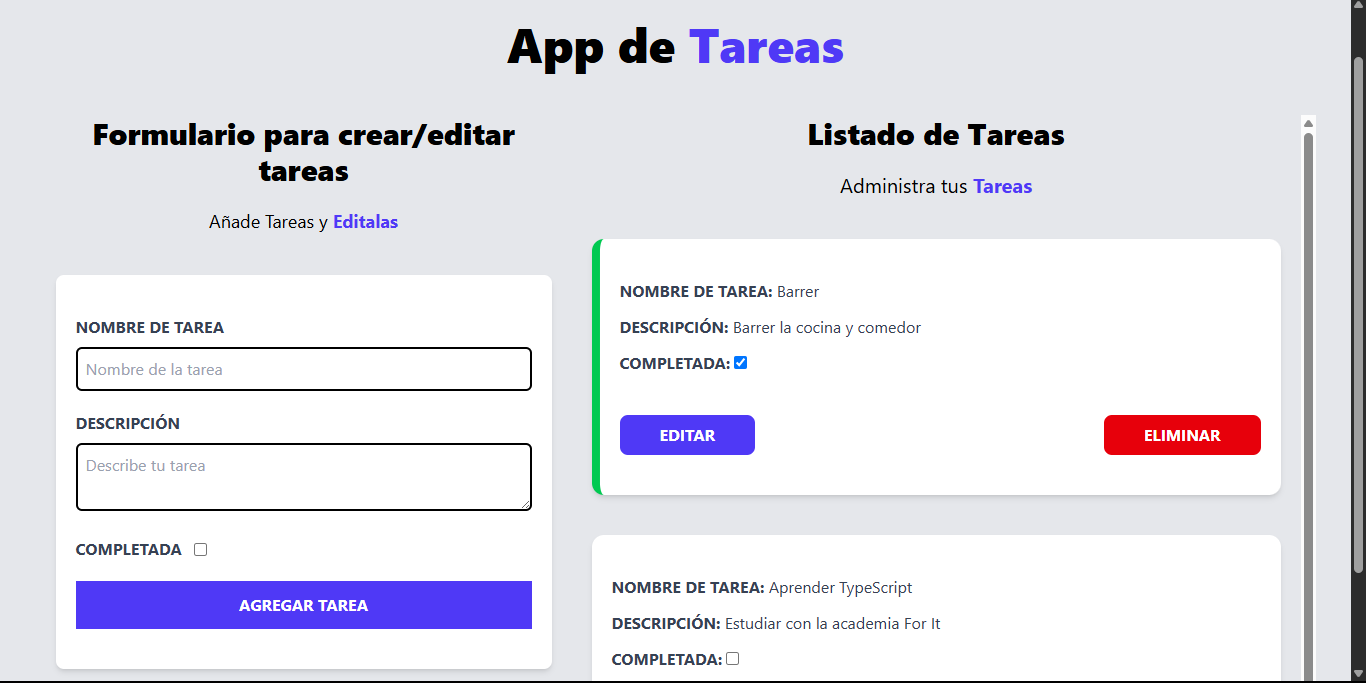 App de Tareas
Formulario para crear/editar
tareas
Añade Tareas y Editalas
NOMBRE DE TAREA
Nombre de la tarea
DESCRIPCIÓN
Describe tu tarea
COMPLETADA
AGREGAR TAREA
Listado de Tareas
Administra tus Tareas
NOMBRE DE TAREA: Barrer
DESCRIPCIÓN: Barrer la cocina y comedor
COMPLETADA:
EDITAR
ELIMINAR
NOMBRE DE TAREA: Aprender TypeScript
DESCRIPCIÓN: Estudiar con la academia For It
COMPLETADA: